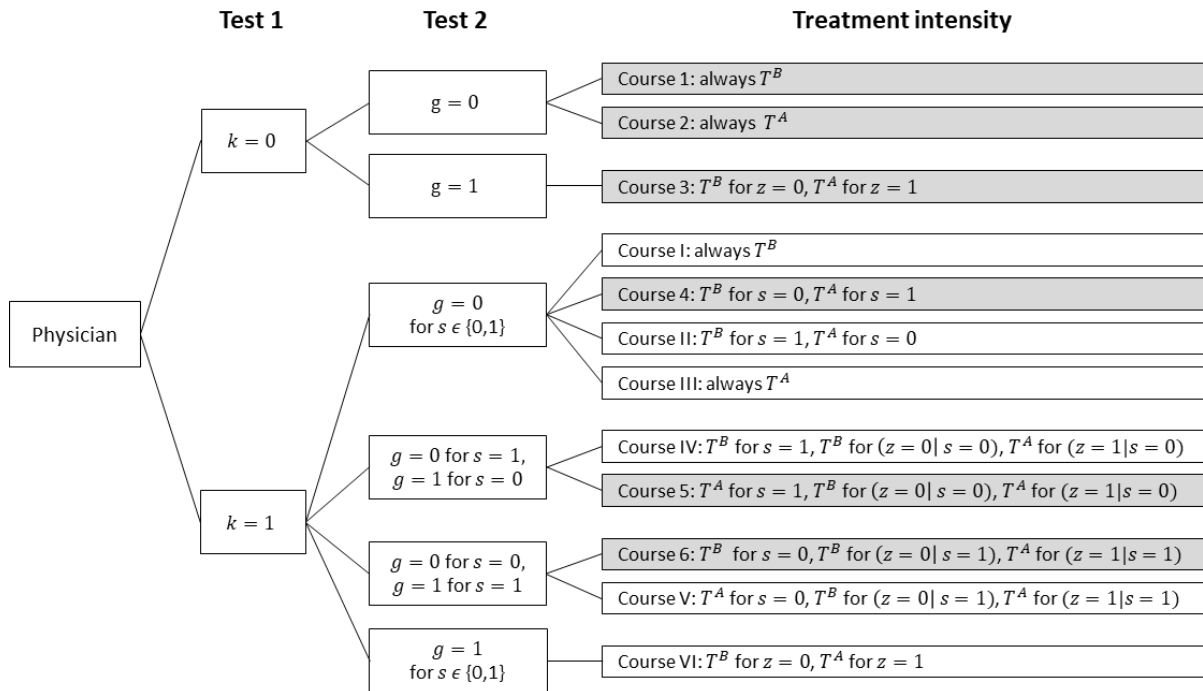 Test 1 Test 2 Treatment intensity
Course 1: always T^B
g = 0
Course 2: always T^A
k = 0
g = 1
Course 3: T^B for z = 0, T^A for z = 1
Course I: always T^B
g = 0
for s ϵ {0,1}
Course 4: T^B for s = 0, T^A for s = 1
Course II: T^B for s = 1, T^A for s = 0
Course III: always T^A
Physician
g = 0 for s = 1,
g = 1 for s = 0
Course IV: T^B for s = 1, T^B for (z = 0| s = 0), T^A for (z = 1|s = 0)
Course 5: T^A for s = 1, T^B for (z = 0| s = 0), T^A for (z = 1|s = 0)
k = 1
g = 0 for s = 0,
g = 1 for s = 1
Course 6: T^B for s = 0, T^B for (z = 0| s = 1), T^A for (z = 1|s = 1)
Course V: T^A for s = 0, T^B for (z = 0| s = 1), T^A for (z = 1|s = 1)
g = 1
for s ϵ {0,1}
Course VI: T^B for z = 0, T^A for z = 1